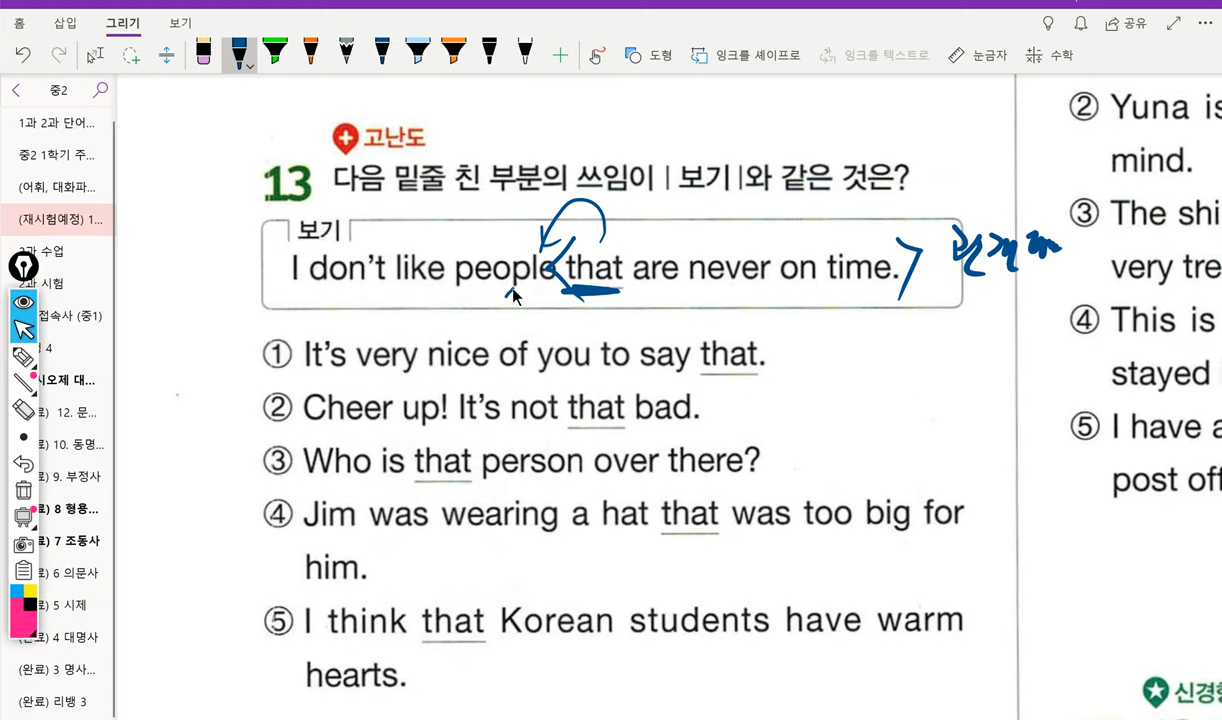 홈 삽입 그리기 보기
공유
도형 잉크를 셰이프로 잉크를 텍스트로 눈금자 수학
중2
1과 2과 단어...
중2 1학기 주...
(어휘, 대화파...
(재시험예정) 1...
2과 수업
2과 시험
접속사 (중1)
4
시오제 대...
료) 12. 문...
료) 10. 동명...
료) 9. 부정사
료) 8 형용...
료) 7 조동사
료) 6 의문사
료) 5 시제
(완료) 4 대명사
(완료) 3 명사...
(완료) 리뱅 3
고난도
13 다음 밑줄 친 부분의 쓰임이 | 보기 |와 같은 것은?
보기
I don't like people that are never on time.
① It's very nice of you to say that.
② Cheer up! It's not that bad.
③ Who is that person over there?
④ Jim was wearing a hat that was too big for
him.
⑤ I think that Korean students have warm
hearts.
② Yuna is
mind.
③ The shi
very tre
④ This is
stayed
⑤ I have a
post off